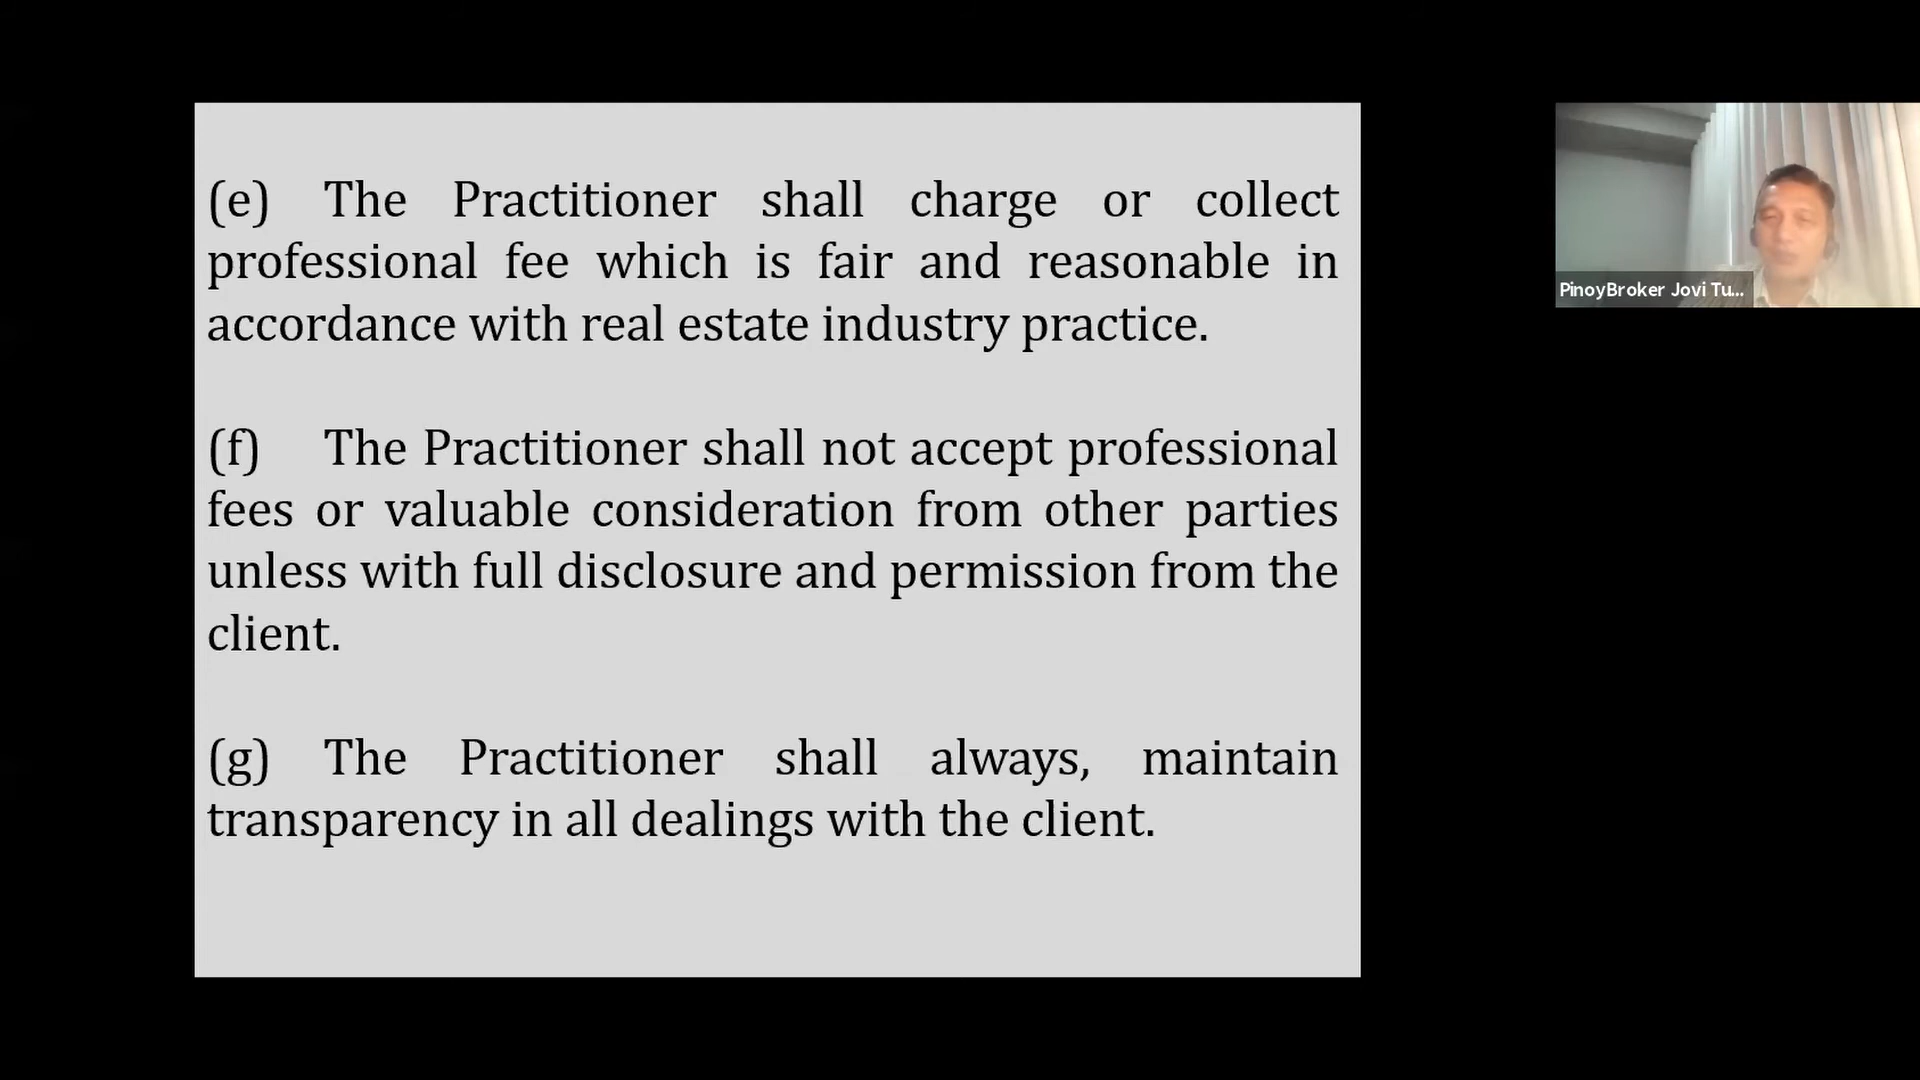 (e) The Practitioner shall charge or collect
professional fee which is fair and reasonable in
accordance with real estate industry practice.
(f) The Practitioner shall not accept professional
fees or valuable consideration from other parties
unless with full disclosure and permission from the
client.
(g) The Practitioner shall always, maintain
transparency in all dealings with the client.
PinoyBroker Jovi Tu...